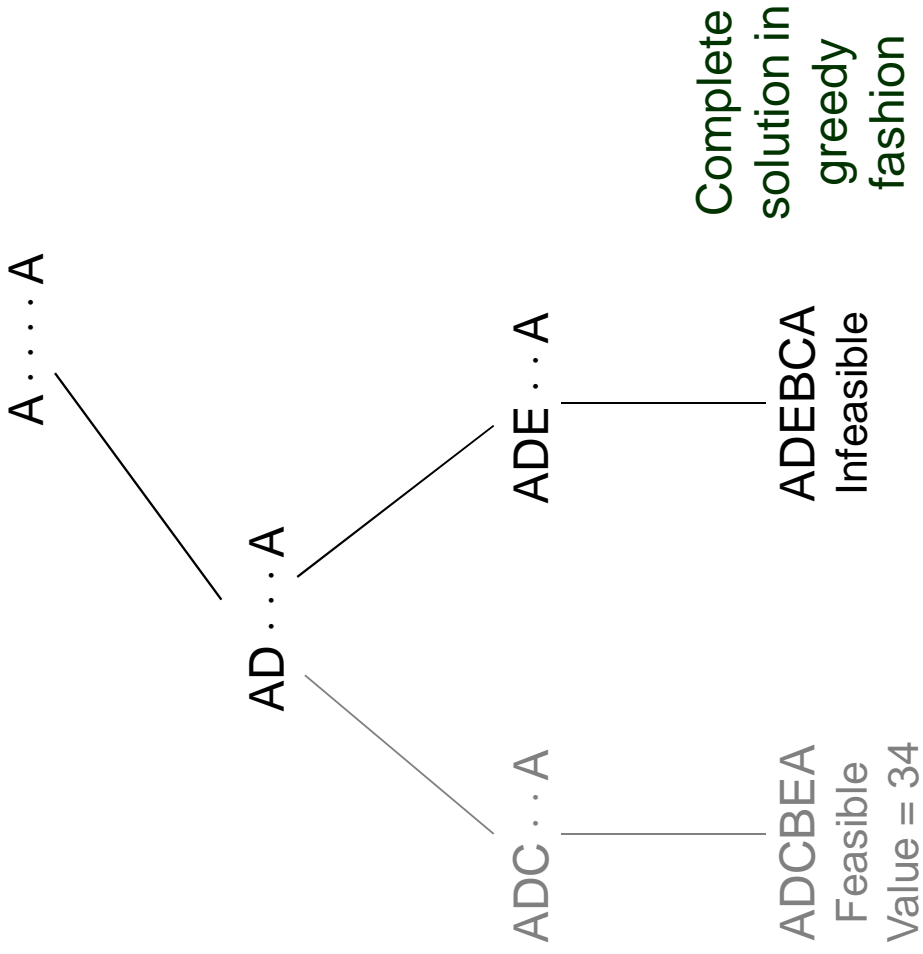 A · · · · A
AD · · · A
ADC · · A
ADE · · A
ADCBEA
Feasible
Value = 34
ADEBCA
Infeasible
Complete
solution in
greedy
fashion